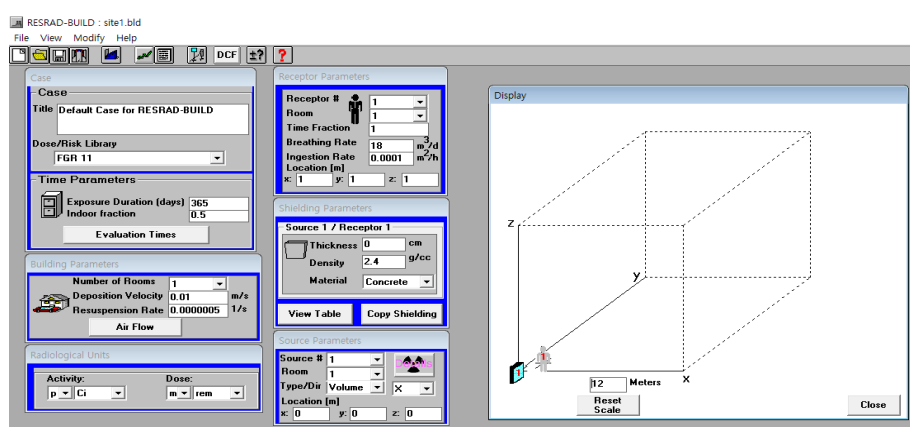 RESRAD-BUILD : site1.bld
File View Modify Help
DCF ±? ?
Case
Case
Title Default Case for RESRAD-BUILD
Dose/Risk Library
FGR 11
Time Parameters
Exposure Duration (days) 365
Indoor fraction 0.5
Evaluation Times
Building Parameters
Number of Rooms 1
Deposition Velocity 0.01 m/s
Resuspension Rate 0.0000005 1/s
Air Flow
Radiological Units
Activity: Dose:
p Ci m rem
Receptor Parameters
Receptor # 1
Room 1
Time Fraction 1
Breathing Rate 18 m3/d
Ingestion Rate 0.0001 m2/h
Location [m]
x: 1 y: 1 z: 1
Shielding Parameters
Source 1 / Receptor 1
Thickness 0 cm
Density 2.4 g/cc
Material Concrete
View Table Copy Shielding
Source Parameters
Source # 1
Room 1
Type/Dir Volume X
Location [m]
x: 0 y: 0 z: 0
Display
z
y
1 1
x
12 Meters
Reset
Scale
Close